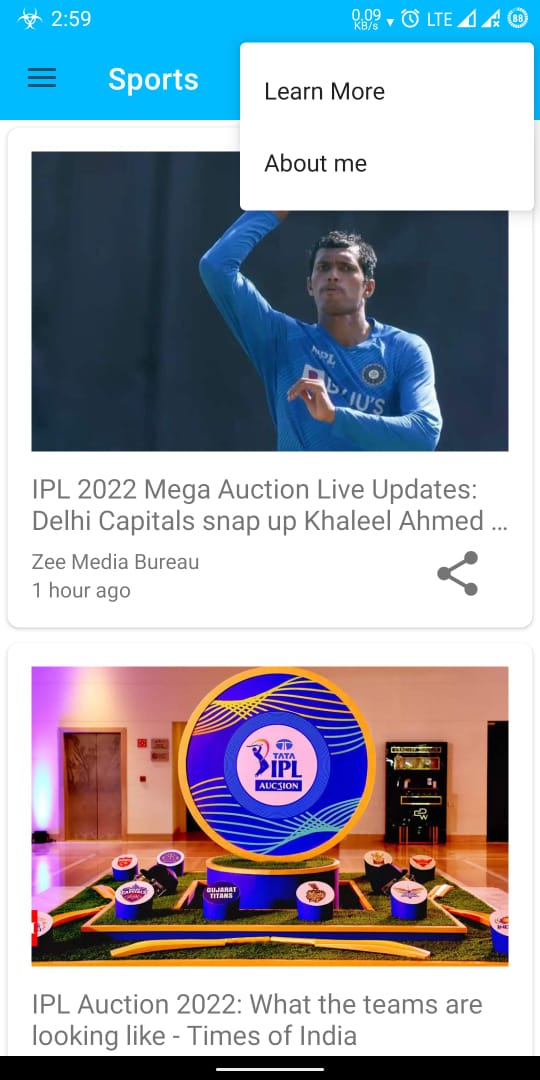 2:59
0.09
KB/s
LTE
88
Sports
Learn More
About me
BYJU'S
IPL 2022 Mega Auction Live Updates:
Delhi Capitals snap up Khaleel Ahmed ...
Zee Media Bureau
1 hour ago
TATA
IPL
AUCTION
GUJARAT
TITANS
IPL Auction 2022: What the teams are
looking like - Times of India